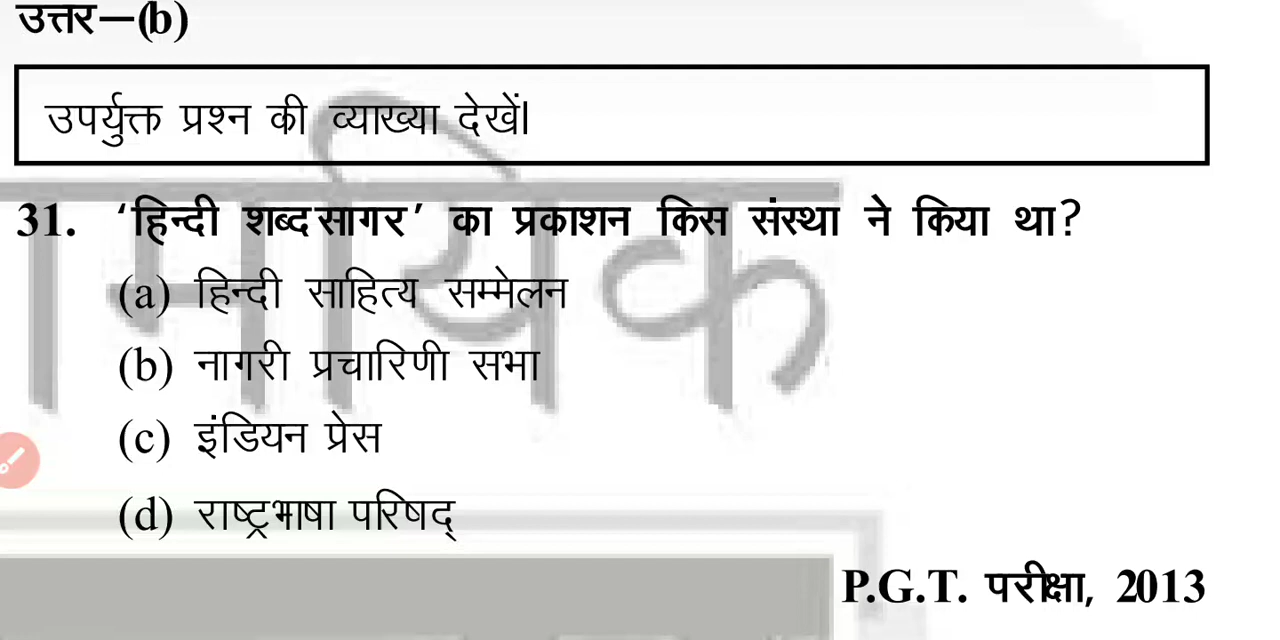 उत्तर—(b)
उपर्युक्त प्रश्न की व्याख्या देखें।
31. ‘हिन्दी शब्दसागर’ का प्रकाशन किस संस्था ने किया था?
(a) हिन्दी साहित्य सम्मेलन
(b) नागरी प्रचारिणी सभा
(c) इंडियन प्रेस
(d) राष्ट्रभाषा परिषद्
P.G.T. परीक्षा, 2013